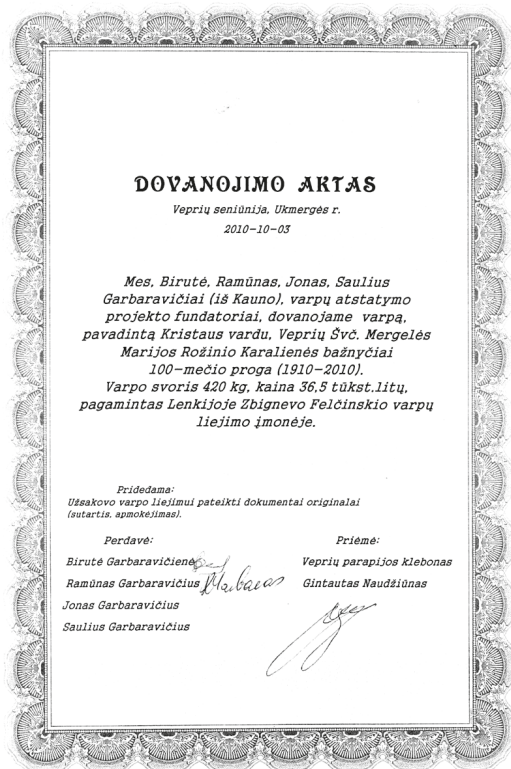 DOVANOJIMO AKTAS
Veprių seniūnija, Ukmergės r.
2010-10-03
Mes, Birutė, Ramūnas, Jonas, Saulius
Garbaravičiai (iš Kauno), varpų atstatymo
projekto fundatoriai, dovanojame varpą,
pavadintą Kristaus vardu, Veprių Švč. Mergelės
Marijos Rožinio Karalienės bažnyčiai
100-mečio proga (1910-2010).
Varpo svoris 420 kg, kaina 36,5 tūkst.litų,
pagamintas Lenkijoje Zbignevo Felčinskio varpų
liejimo įmonėje.
Pridedama:
Užsakovo varpo liejimui pateikti dokumentai originalai
(sutartis, apmokėjimas).
Perdavė: Priėmė:
Birutė Garbaravičienė Veprių parapijos klebonas
Ramūnas Garbaravičius Gintautas Naudžiūnas
Jonas Garbaravičius
Saulius Garbaravičius